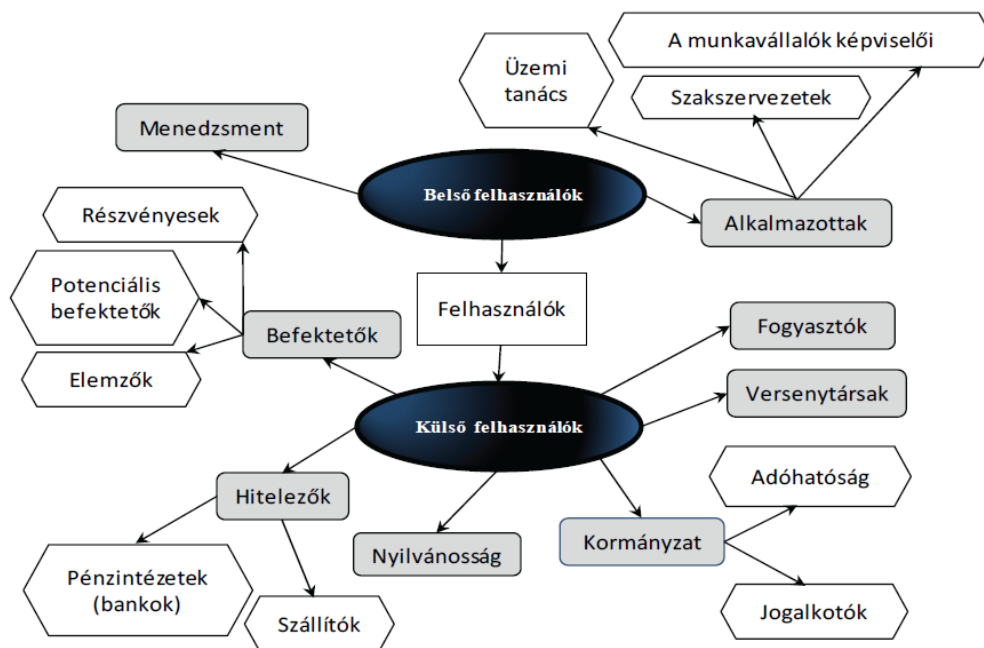 A munkavállalók képviselői
Üzemi
tanács
Szakszervezetek
Menedzsment
Belső felhasználók
Alkalmazottak
Részvényesek
Potenciális
befektetők
Felhasználók
Befektetők
Fogyasztók
Elemzők
Versenytársak
Külső felhasználók
Hitelezők
Adóhatóság
Nyilvánosság
Kormányzat
Pénzintézetek
(bankok)
Szállítók
Jogalkotók